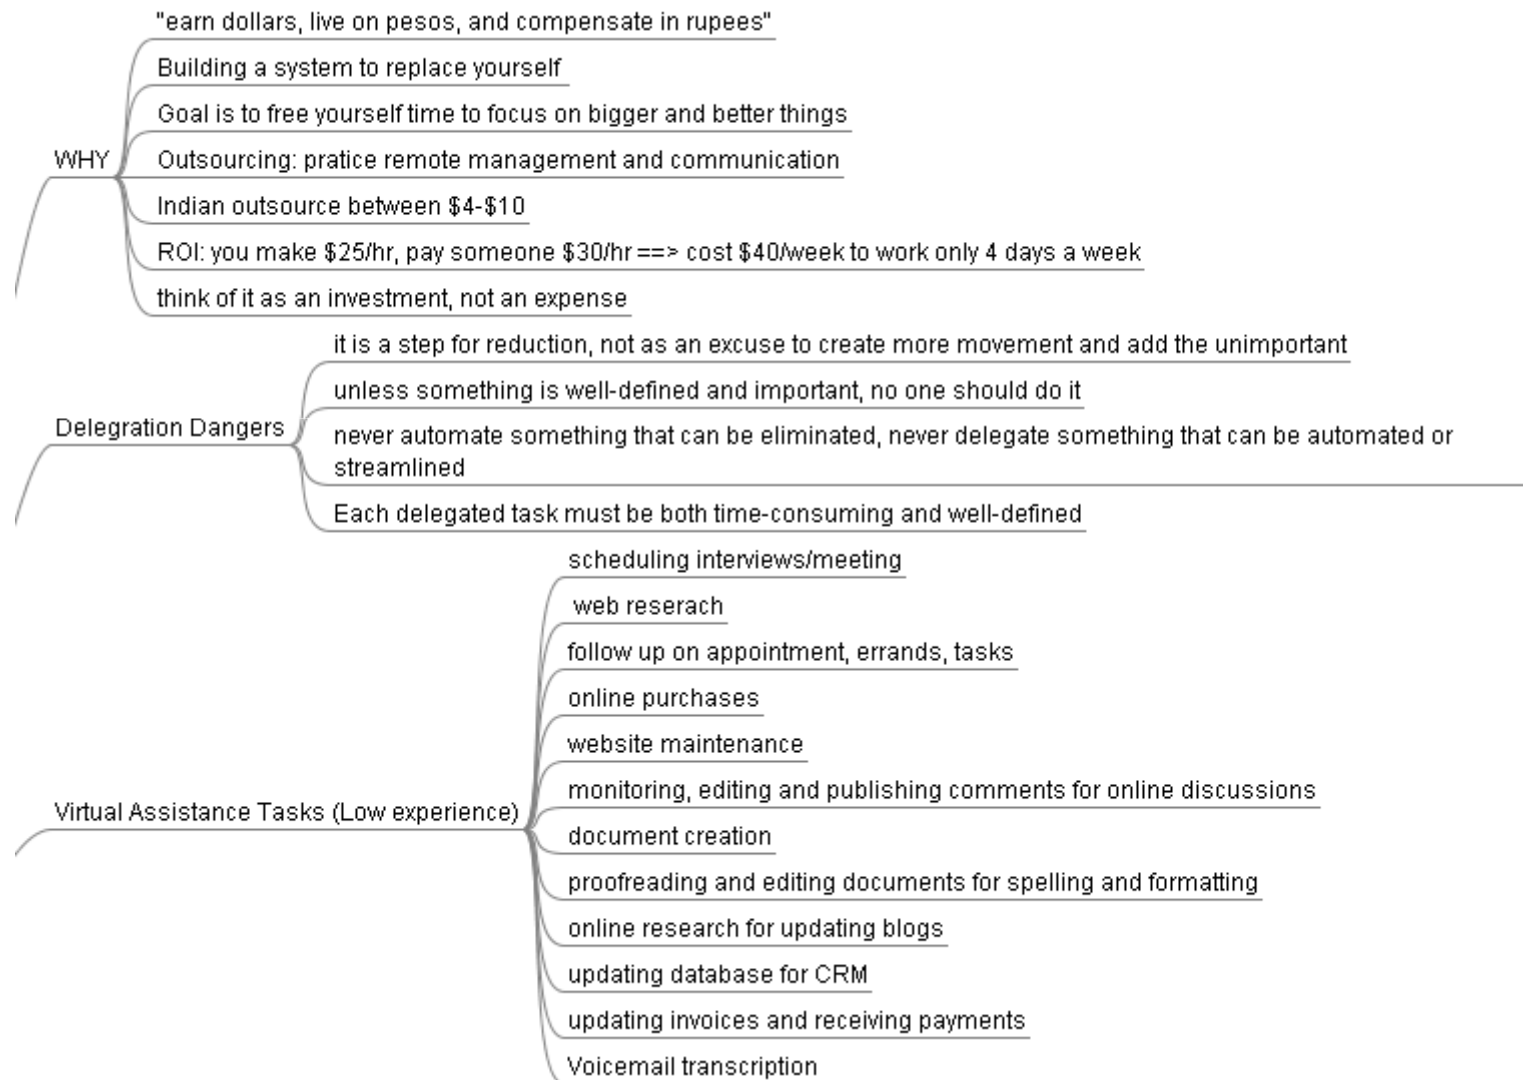 "earn dollars, live on pesos, and compensate in rupees"
Building a system to replace yourself
Goal is to free yourself time to focus on bigger and better things
WHY
Outsourcing: pratice remote management and communication
Indian outsource between $4-$10
ROI: you make $25/hr, pay someone $30/hr ==> cost $40/week to work only 4 days a week
think of it as an investment, not an expense
it is a step for reduction, not as an excuse to create more movement and add the unimportant
unless something is well-defined and important, no one should do it
Delegration Dangers
never automate something that can be eliminated, never delegate something that can be automated or
streamlined
Each delegated task must be both time-consuming and well-defined
scheduling interviews/meeting
web reserach
follow up on appointment, errands, tasks
online purchases
website maintenance
monitoring, editing and publishing comments for online discussions
Virtual Assistance Tasks (Low experience)
document creation
proofreading and editing documents for spelling and formatting
online research for updating blogs
updating database for CRM
updating invoices and receiving payments
Voicemail transcription